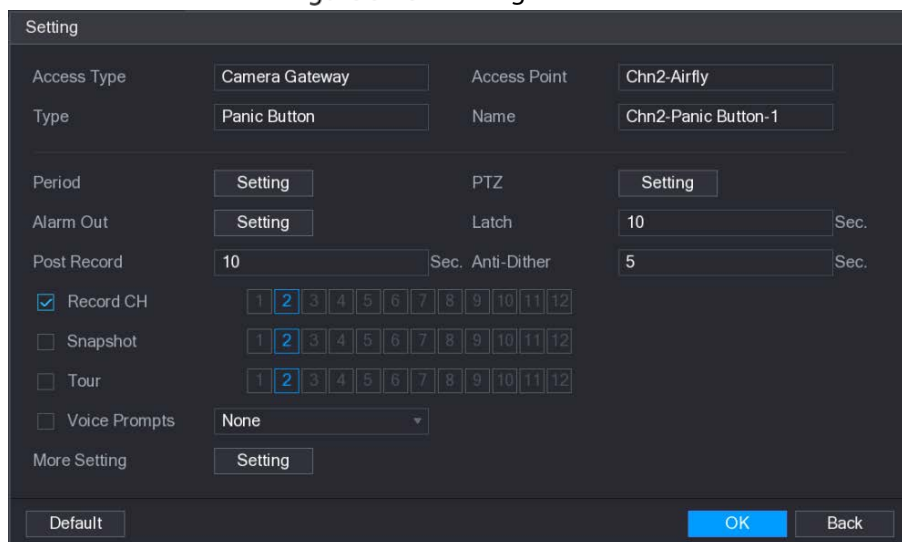 Setting
Access Type Camera Gateway Access Point Chn2-Airfly
Type Panic Button Name Chn2-Panic Button-1
Period Setting PTZ Setting
Alarm Out Setting Latch 10 Sec.
Post Record 10 Sec. Anti-Dither 5 Sec.
Record CH 1 2 3 4 5 6 7 8 9 10 11 12
Snapshot 1 2 3 4 5 6 7 8 9 10 11 12
Tour 1 2 3 4 5 6 7 8 9 10 11 12
Voice Prompts None
More Setting Setting
Default OK Back